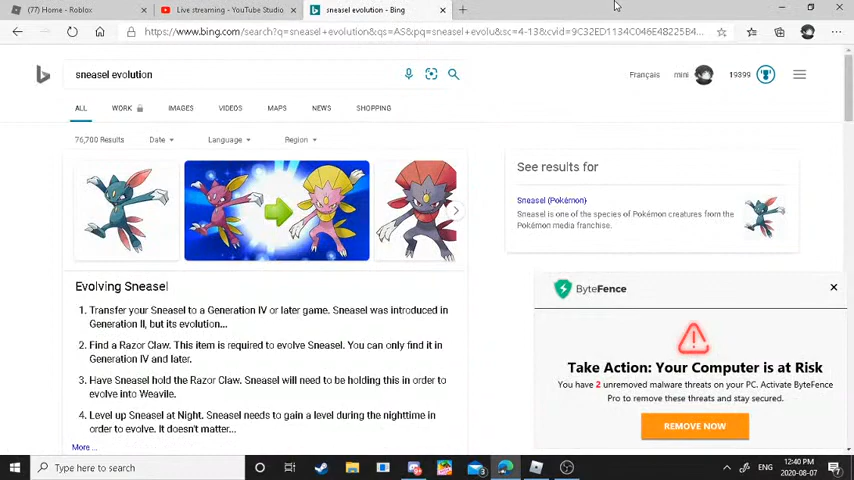 (77) Home - Roblox
Live streaming - YouTube Studio
sneasel evolution - Bing
https://www.bing.com/search?q=sneasel+evolution&qs=AS&pq=sneasel+evolu&sc=4-13&cvid=9C32ED1134C046E48225B4...
sneasel evolution
Français
mini
19399
ALL
WORK
IMAGES
VIDEOS
MAPS
NEWS
SHOPPING
76,700 Results
Date
Language
Region
See results for
Sneasel (Pokémon)
Sneasel is one of the species of Pokémon creatures from the
Pokémon media franchise.
Evolving Sneasel
1. Transfer your Sneasel to a Generation IV or later game. Sneasel was introduced in
Generation II, but its evolution...
2. Find a Razor Claw. This item is required to evolve Sneasel. You can only find it in
Generation IV and later.
3. Have Sneasel hold the Razor Claw. Sneasel will need to be holding this in order to
evolve into Weavile.
4. Level up Sneasel at Night. Sneasel needs to gain a level during the nighttime in
order to evolve. It doesn't matter...
More ...
ByteFence
Take Action: Your Computer is at Risk
You have 2 unremoved malware threats on your PC. Activate ByteFence
Pro to remove these threats and stay secured.
REMOVE NOW
Type here to search
3
ENG
12:40 PM
2020-08-07
7